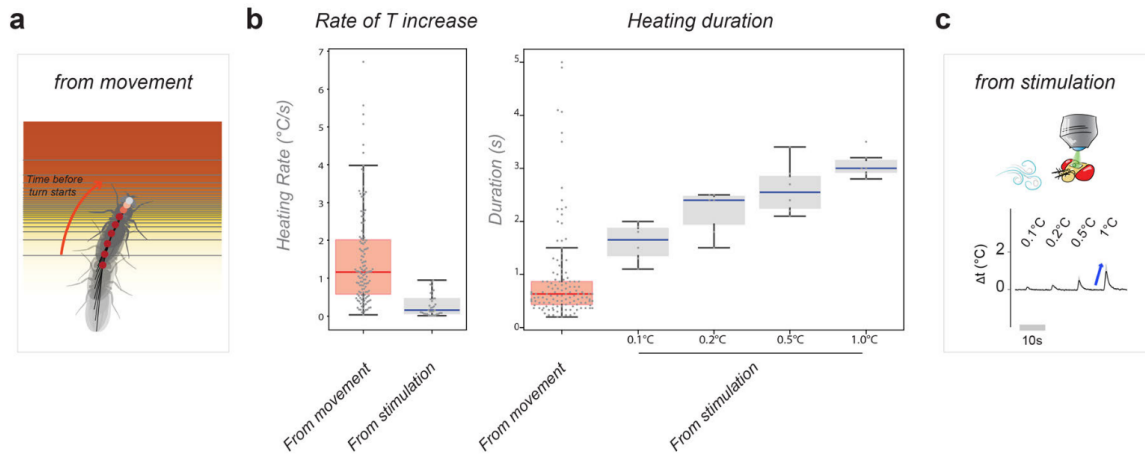 a
from movement
Time before
turn starts
b
Rate of T increase
Heating Rate (°C/s)
7
6
5
4
3
2
1
0
From movement
From stimulation
Heating duration
Duration (s)
5
4
3
2
1
0
0.1°C
0.2°C
0.5°C
1.0°C
From movement
From stimulation
c
from stimulation
0.1°C
0.2°C
0.5°C
1°C
Δt (°C)
2
0
10s